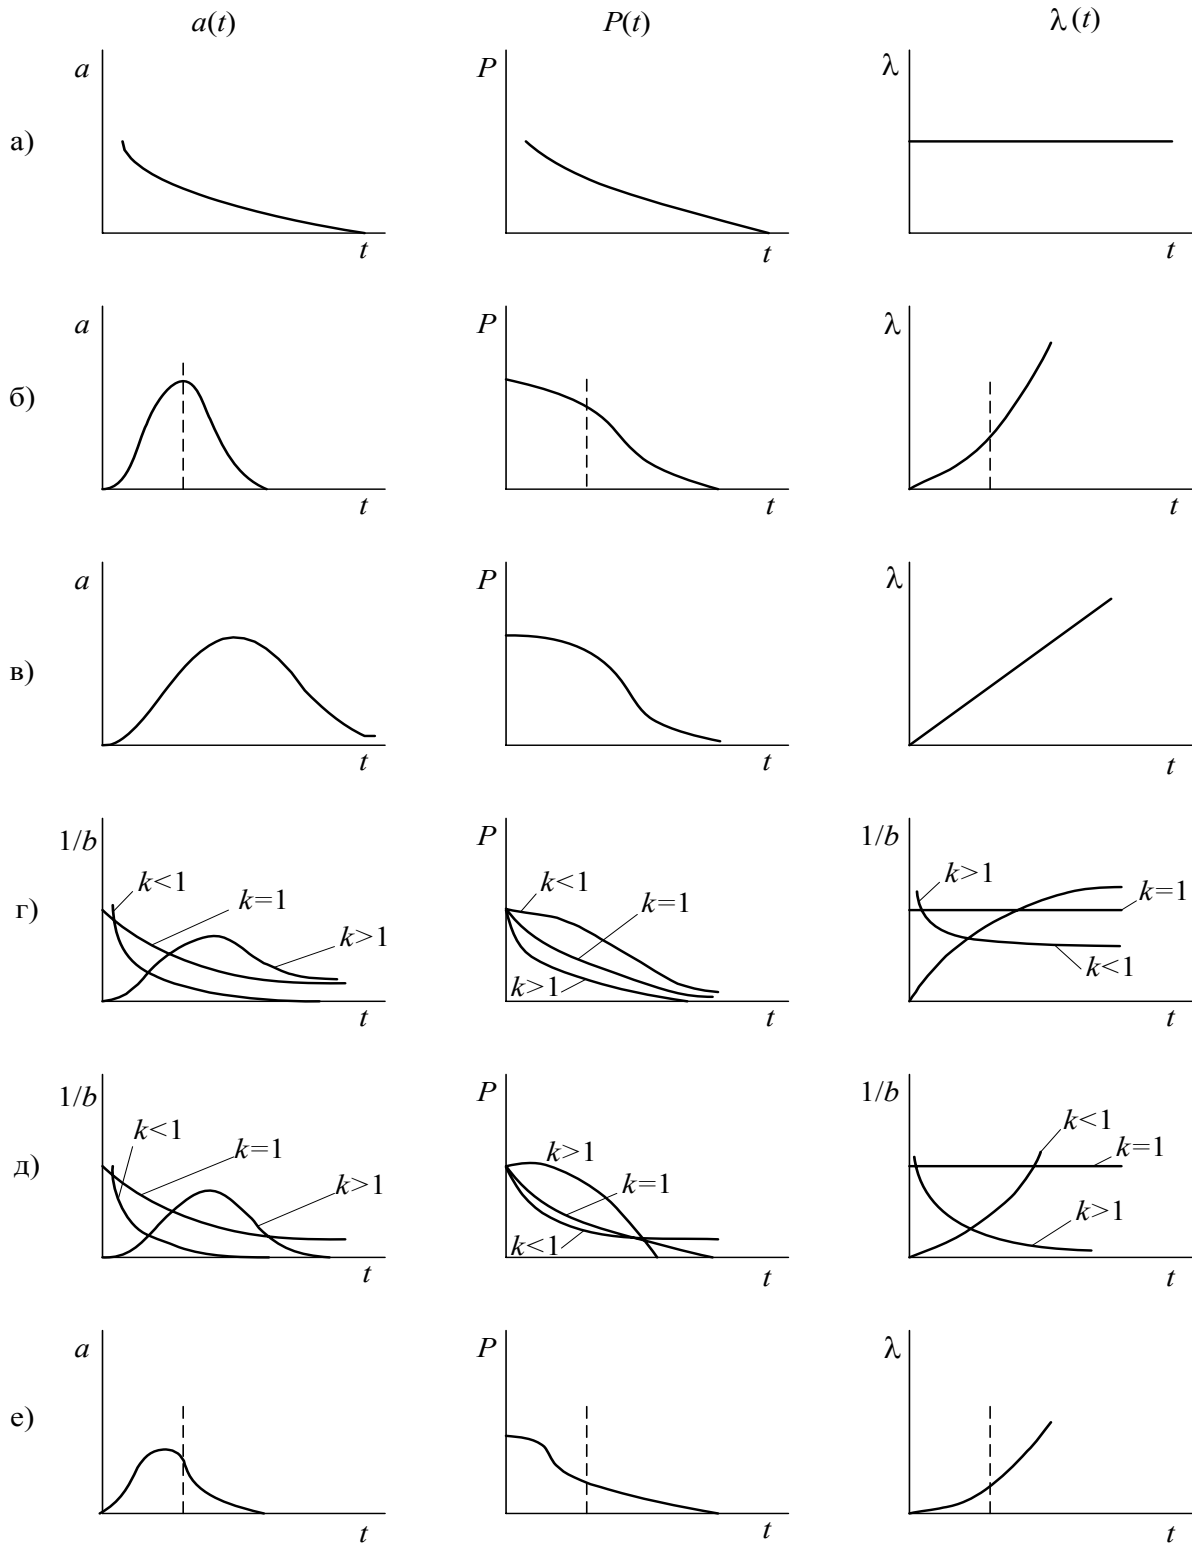 a(t) P(t) λ(t)
a P λ
а)
t t t
a P λ
б)
t t t
a P λ
в)
t t t
1/b P 1/b
k<1 k<1 k>1
г) k=1 k=1 k=1
k>1 k>1 k<1
t t t
1/b P 1/b
k<1 k>1 k<1
д) k=1 k=1 k=1
k>1 k<1 k>1
t t t
a P λ
е)
t t t